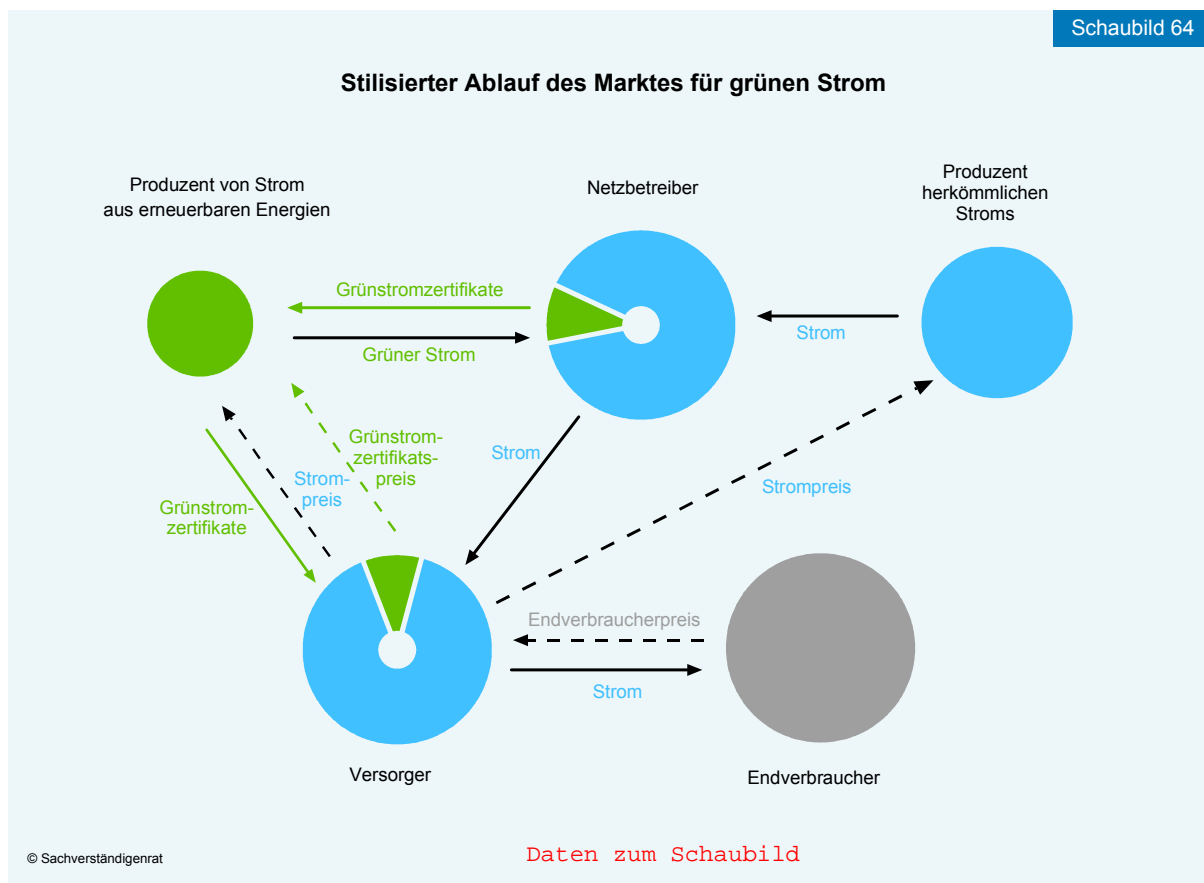 Schaubild 64
Stilisierter Ablauf des Marktes für grünen Strom
Produzent von Strom
aus erneuerbaren Energien
Netzbetreiber
Produzent
herkömmlichen
Stroms
Grünstromzertifikate
Grüner Strom
Strom
Grünstrom-
zertifikate
Strom-
preis
Grünstrom-
zertifikats-
preis
Strom
Strompreis
Endverbraucherpreis
Strom
Versorger
Endverbraucher
© Sachverständigenrat
Daten zum Schaubild